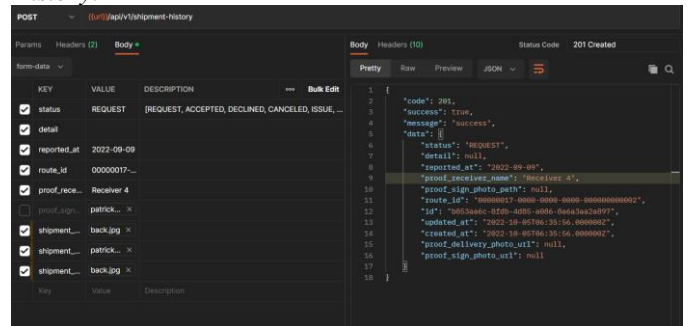 POST {{url}}/api/v1/shipment-history
Params Headers (2) Body
form-data
KEY VALUE DESCRIPTION Bulk Edit
status REQUEST [REQUEST, ACCEPTED, DECLINED, CANCELED, ISSUE, ...
detail
reported_at 2022-09-09
route_id 00000017-...
proof_rece... Receiver 4
proof_sign... patrick... ×
shipment_... back.jpg ×
shipment_... patrick... ×
shipment_... back.jpg ×
Key Value Description
Body Headers (10) Status Code 201 Created
Pretty Raw Preview JSON
1 {
2 "code": 201,
3 "success": true,
4 "message": "success",
5 "data": {
6 "status": "REQUEST",
7 "detail": null,
8 "reported_at": "2022-09-09",
9 "proof_receiver_name": "Receiver 4",
10 "proof_sign_photo_path": null,
11 "route_id": "00000017-0000-0000-0000-000000000002",
12 "id":
13 "updated_at": "2022-10-05T06:35:56.000000Z",
14 "created_at": "2022-10-05T06:35:56.000000Z",
15 "proof_delivery_photo_url": null,
16 "proof_sign_photo_url": null
17 }
18 }